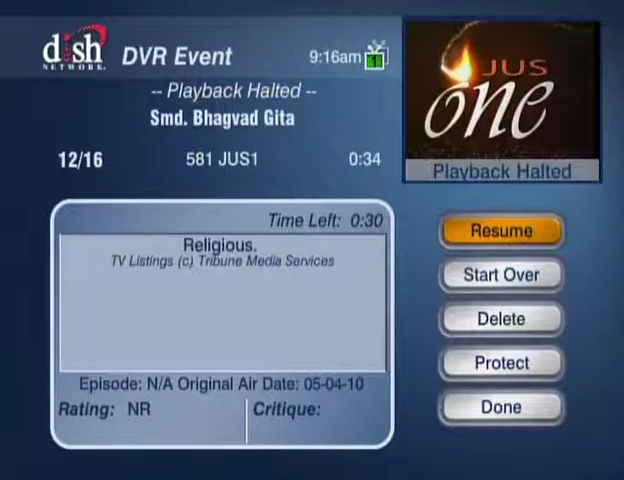 dish
NETWORK.
DVR Event
9:16am
1
-- Playback Halted --
Smd. Bhagvad Gita
12/16
581 JUS1
0:34
JUS
one
Playback Halted
Time Left: 0:30
Religious.
TV Listings (c) Tribune Media Services
Episode: N/A Original Air Date: 05-04-10
Rating: NR
Critique:
Resume
Start Over
Delete
Protect
Done